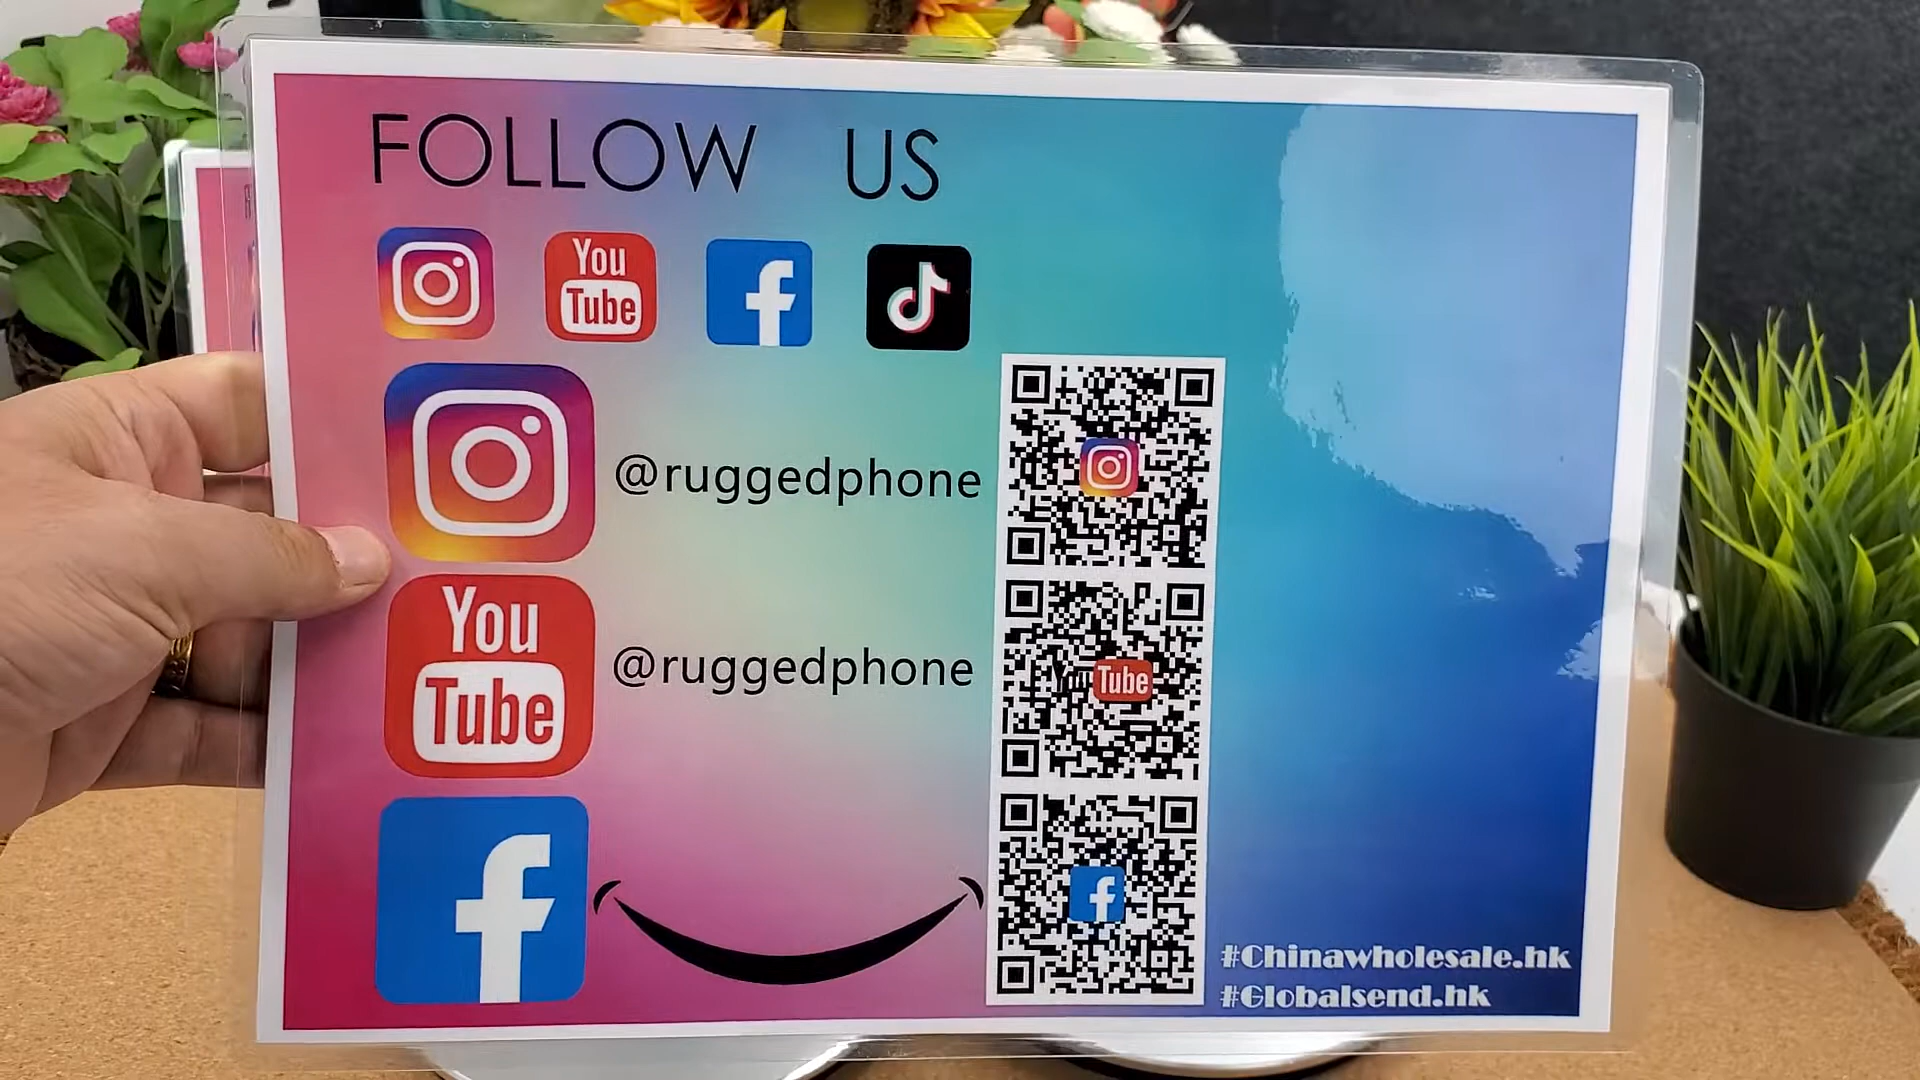 FOLLOW US
You
Tube
@ruggedphone
You
Tube
@ruggedphone
Tube
#Chinawholesale.hk
#Globalsend.hk